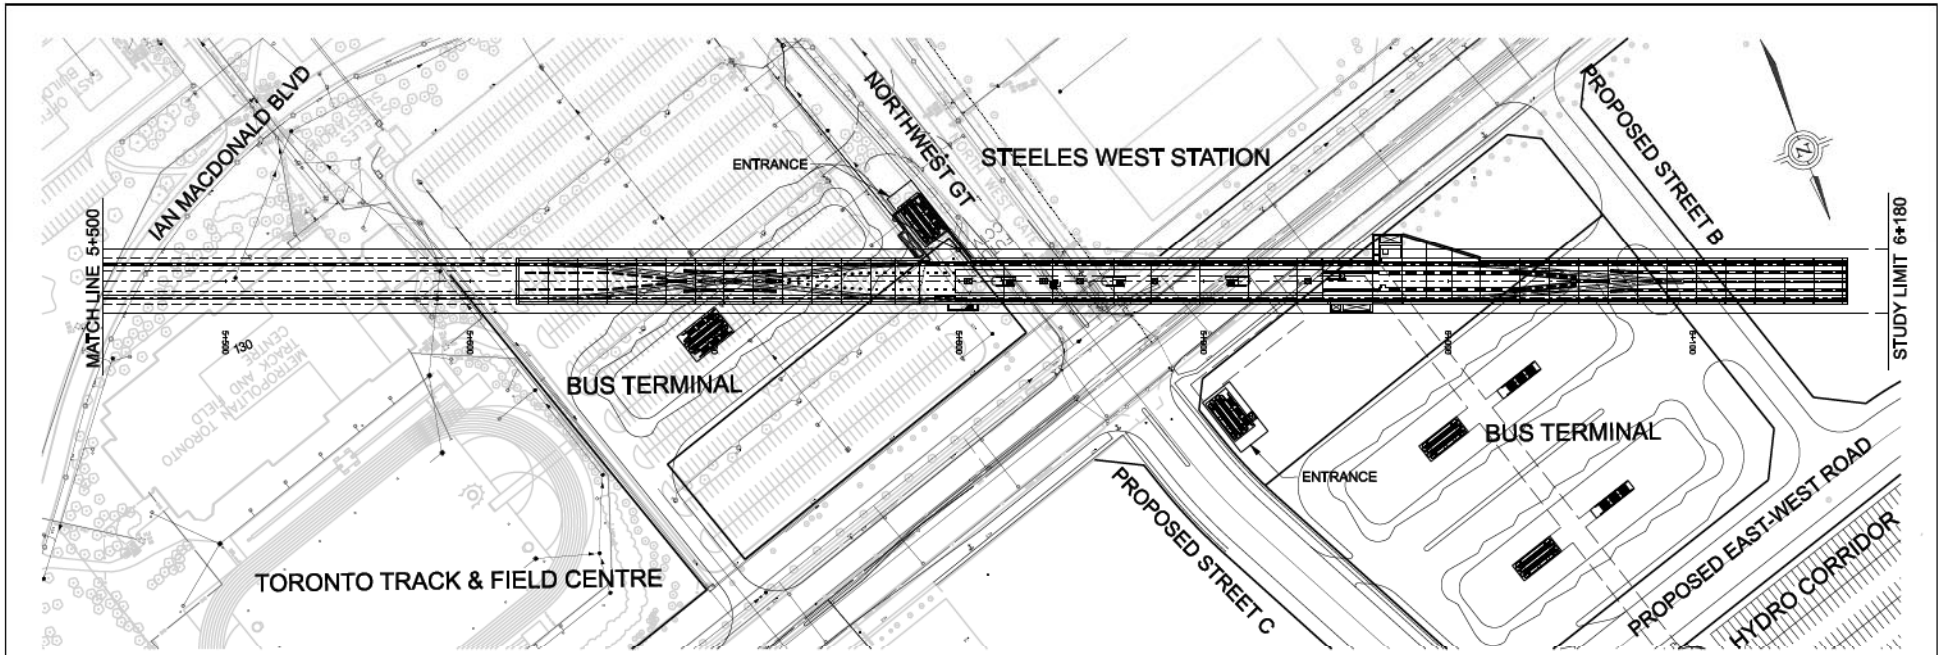 IAN MACDONALD BLVD
NORTHWEST GT
ENTRANCE
STEELES WEST STATION
PROPOSED STREET B
MATCH LINE 5+500
STUDY LIMIT 6+180
130
METROPOLITAN
TORONTO
TRACK AND
FIELD
CENTRE
BUS TERMINAL
BUS TERMINAL
ENTRANCE
TORONTO TRACK & FIELD CENTRE
PROPOSED STREET C
PROPOSED EAST-WEST ROAD
HYDRO CORRIDOR